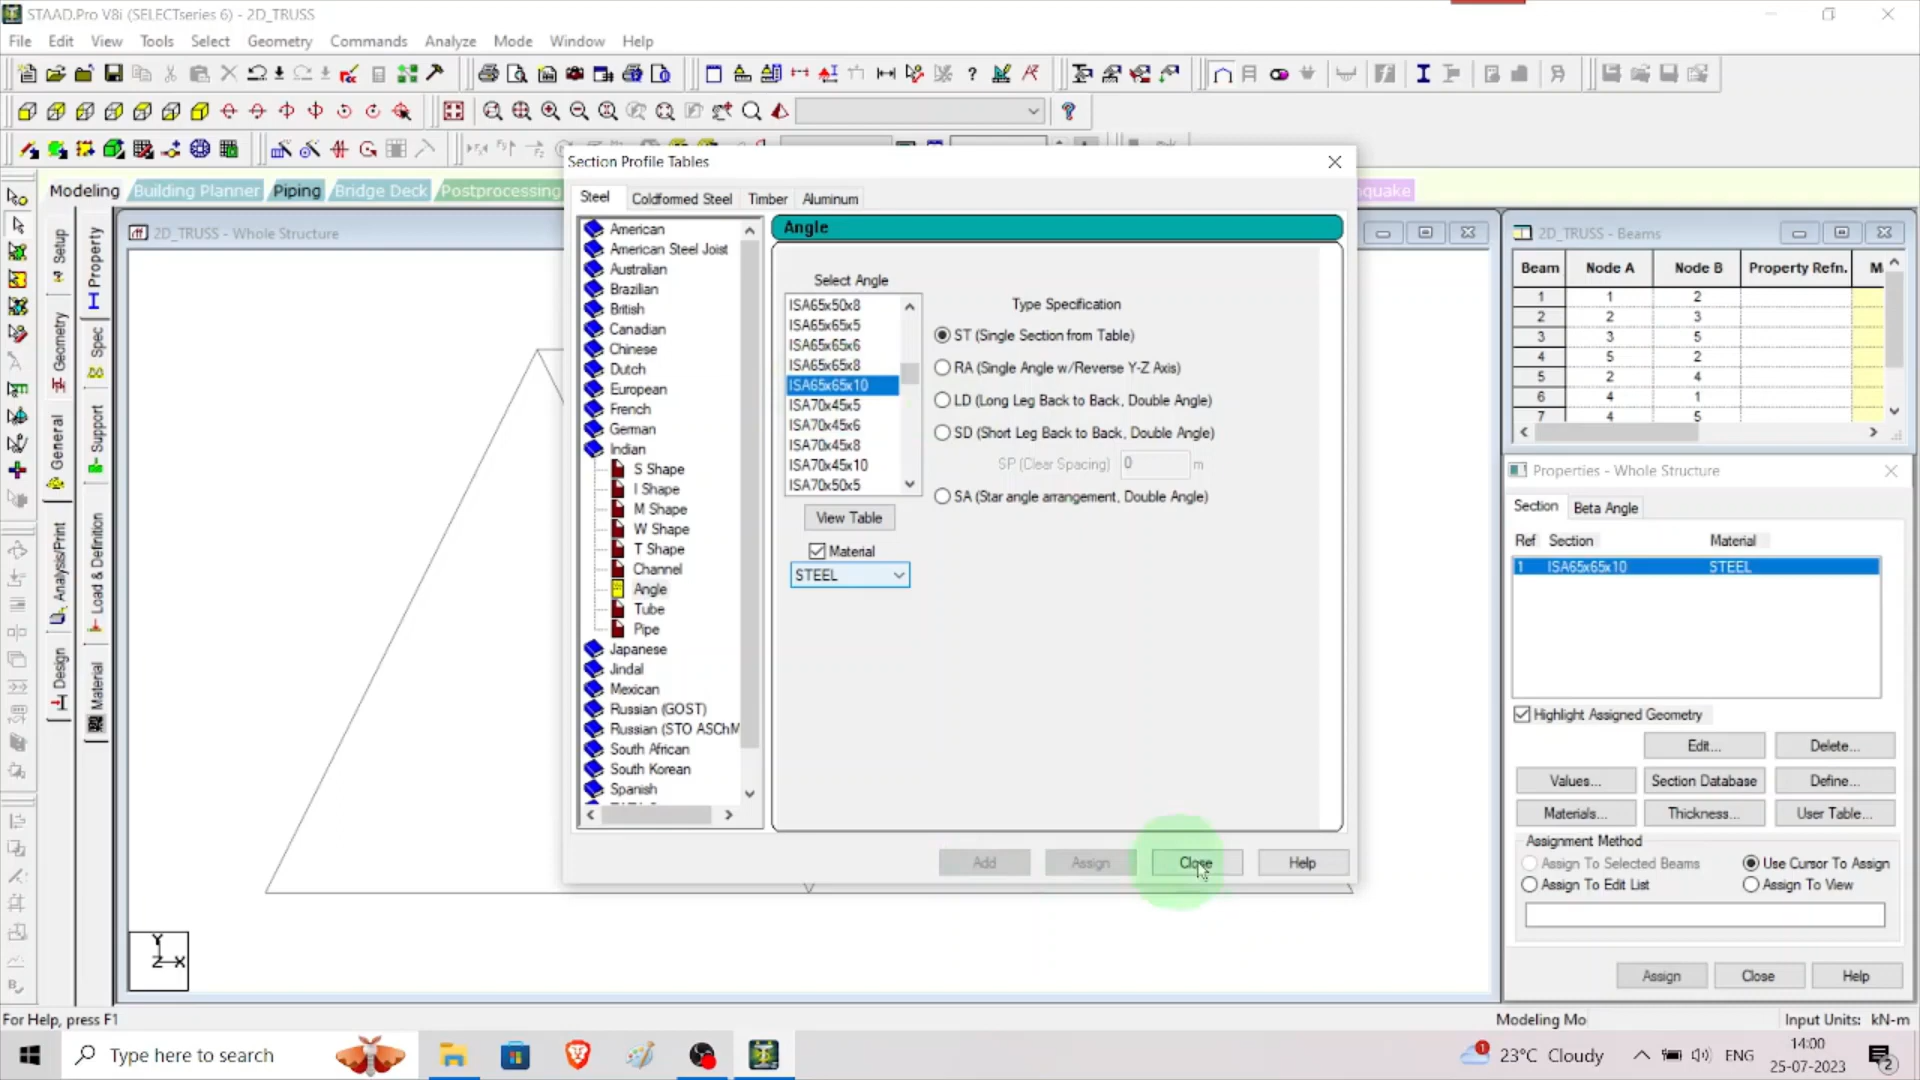 STAAD.Pro V8i (SELECTseries 6) - 2D_TRUSS
File Edit View Tools Select Geometry Commands Analyze Mode Window Help
Modeling Building Planner Piping Bridge Deck Postprocessing quake
2D_TRUSS - Whole Structure
Setup
Geometry
General
Analysis/Print
Design
Property
Spec
Support
Load & Definition
Material
Section Profile Tables
Steel Coldformed Steel Timber Aluminum
American
American Steel Joist
Australian
Brazilian
British
Canadian
Chinese
Dutch
European
French
German
Indian
S Shape
I Shape
M Shape
W Shape
T Shape
Channel
Angle
Tube
Pipe
Japanese
Jindal
Mexican
Russian (GOST)
Russian (STO ASChM
South African
South Korean
Spanish
Angle
Select Angle
ISA65x50x8
ISA65x65x5
ISA65x65x6
ISA65x65x8
ISA65x65x10
ISA70x45x5
ISA70x45x6
ISA70x45x8
ISA70x45x10
ISA70x50x5
View Table
Material
STEEL
Type Specification
ST (Single Section from Table)
RA (Single Angle w/Reverse Y-Z Axis)
LD (Long Leg Back to Back, Double Angle)
SD (Short Leg Back to Back, Double Angle)
SP (Clear Spacing) 0 m
SA (Star angle arrangement, Double Angle)
Add Assign Close Help
2D_TRUSS - Beams
Beam Node A Node B Property Refn. M
1 1 2
2 2 3
3 3 5
4 5 2
5 2 4
6 4 1
7 4 5
Properties - Whole Structure
Section Beta Angle
Ref Section Material
1 ISA65x65x10 STEEL
Highlight Assigned Geometry
Edit... Delete...
Values... Section Database Define...
Materials... Thickness... User Table...
Assignment Method
Assign To Selected Beams Use Cursor To Assign
Assign To Edit List Assign To View
Assign Close Help
Y
Z X
For Help, press F1
Modeling Mo Input Units: kN-m
Type here to search
1 23°C Cloudy ENG
14:00
25-07-2023
2